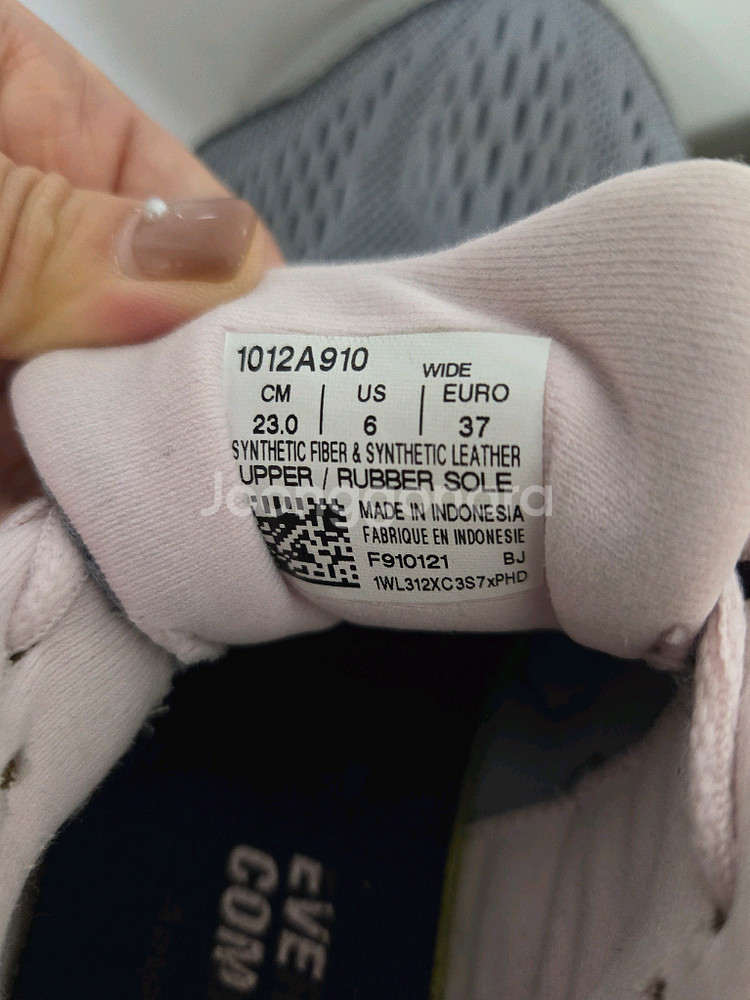 1012A910 WIDE
CM | US | EURO
23.0 | 6 | 37
SYNTHETIC FIBER & SYNTHETIC LEATHER
UPPER / RUBBER SOLE
Joonggonara
MADE IN INDONESIA
FABRIQUE EN INDONESIE
F910121 BJ
1WL312XC3S7xPHD
EVE
COM